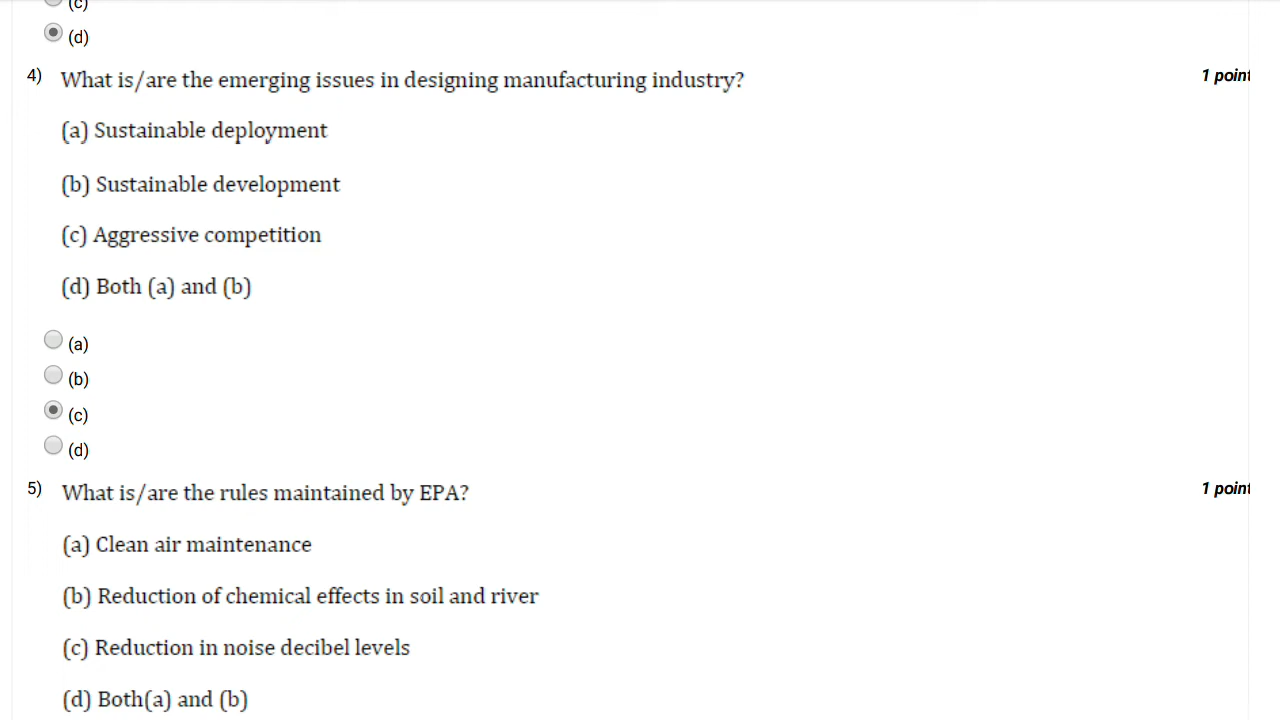 (c)
(d)
4) What is/are the emerging issues in designing manufacturing industry? 1 point
(a) Sustainable deployment
(b) Sustainable development
(c) Aggressive competition
(d) Both (a) and (b)
(a)
(b)
(c)
(d)
5) What is/are the rules maintained by EPA? 1 point
(a) Clean air maintenance
(b) Reduction of chemical effects in soil and river
(c) Reduction in noise decibel levels
(d) Both(a) and (b)